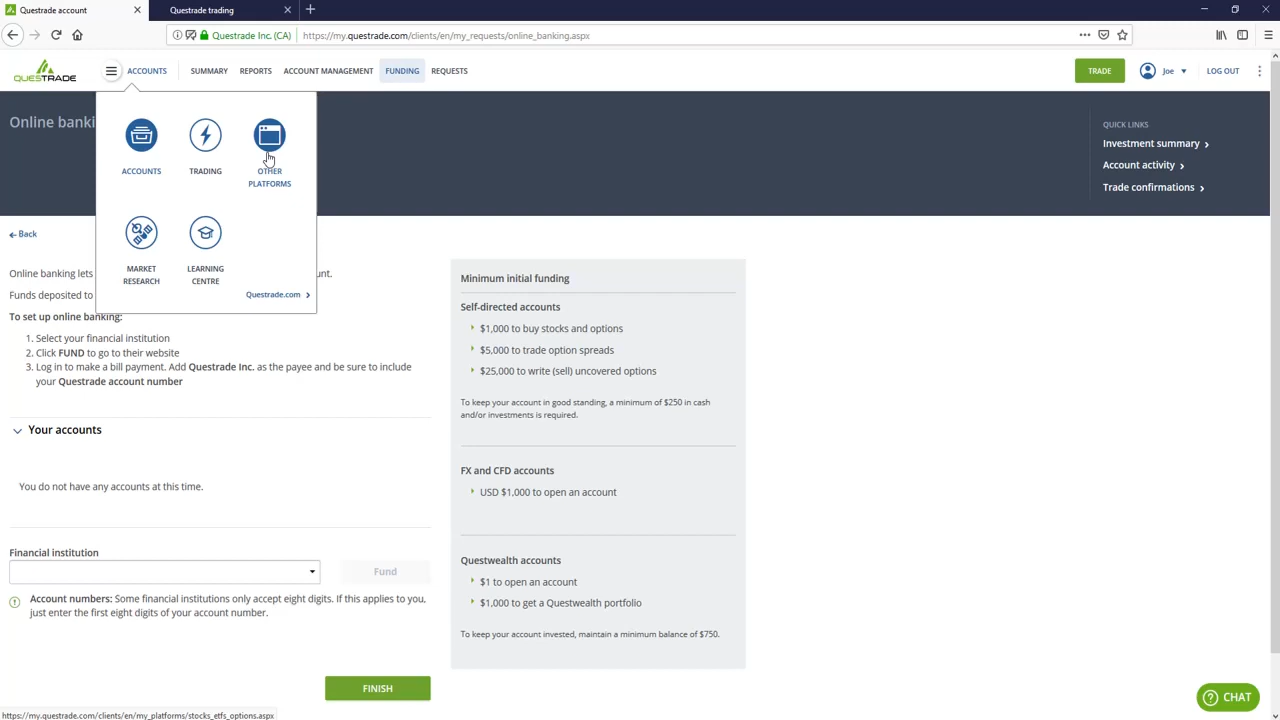 Questrade account
Questrade trading
Questrade Inc. (CA)
https://my.questrade.com/clients/en/my_requests/online_banking.aspx
QUESTRADE
ACCOUNTS
SUMMARY
REPORTS
ACCOUNT MANAGEMENT
FUNDING
REQUESTS
TRADE
Joe
LOG OUT
Online banki
ACCOUNTS
TRADING
OTHER
PLATFORMS
MARKET
RESEARCH
LEARNING
CENTRE
Questrade.com
QUICK LINKS
Investment summary
Account activity
Trade confirmations
Back
Online banking lets
ount.
Funds deposited to
To set up online banking:
1. Select your financial institution
2. Click FUND to go to their website
3. Log in to make a bill payment. Add Questrade Inc. as the payee and be sure to include
your Questrade account number
Your accounts
You do not have any accounts at this time.
Financial institution
Fund
Account numbers: Some financial institutions only accept eight digits. If this applies to you,
just enter the first eight digits of your account number.
FINISH
Minimum initial funding
Self-directed accounts
$1,000 to buy stocks and options
$5,000 to trade option spreads
$25,000 to write (sell) uncovered options
To keep your account in good standing, a minimum of $250 in cash
and/or investments is required.
FX and CFD accounts
USD $1,000 to open an account
Questwealth accounts
$1 to open an account
$1,000 to get a Questwealth portfolio
To keep your account invested, maintain a minimum balance of $750.
CHAT
https://my.questrade.com/clients/en/my_platforms/stocks_etfs_options.aspx